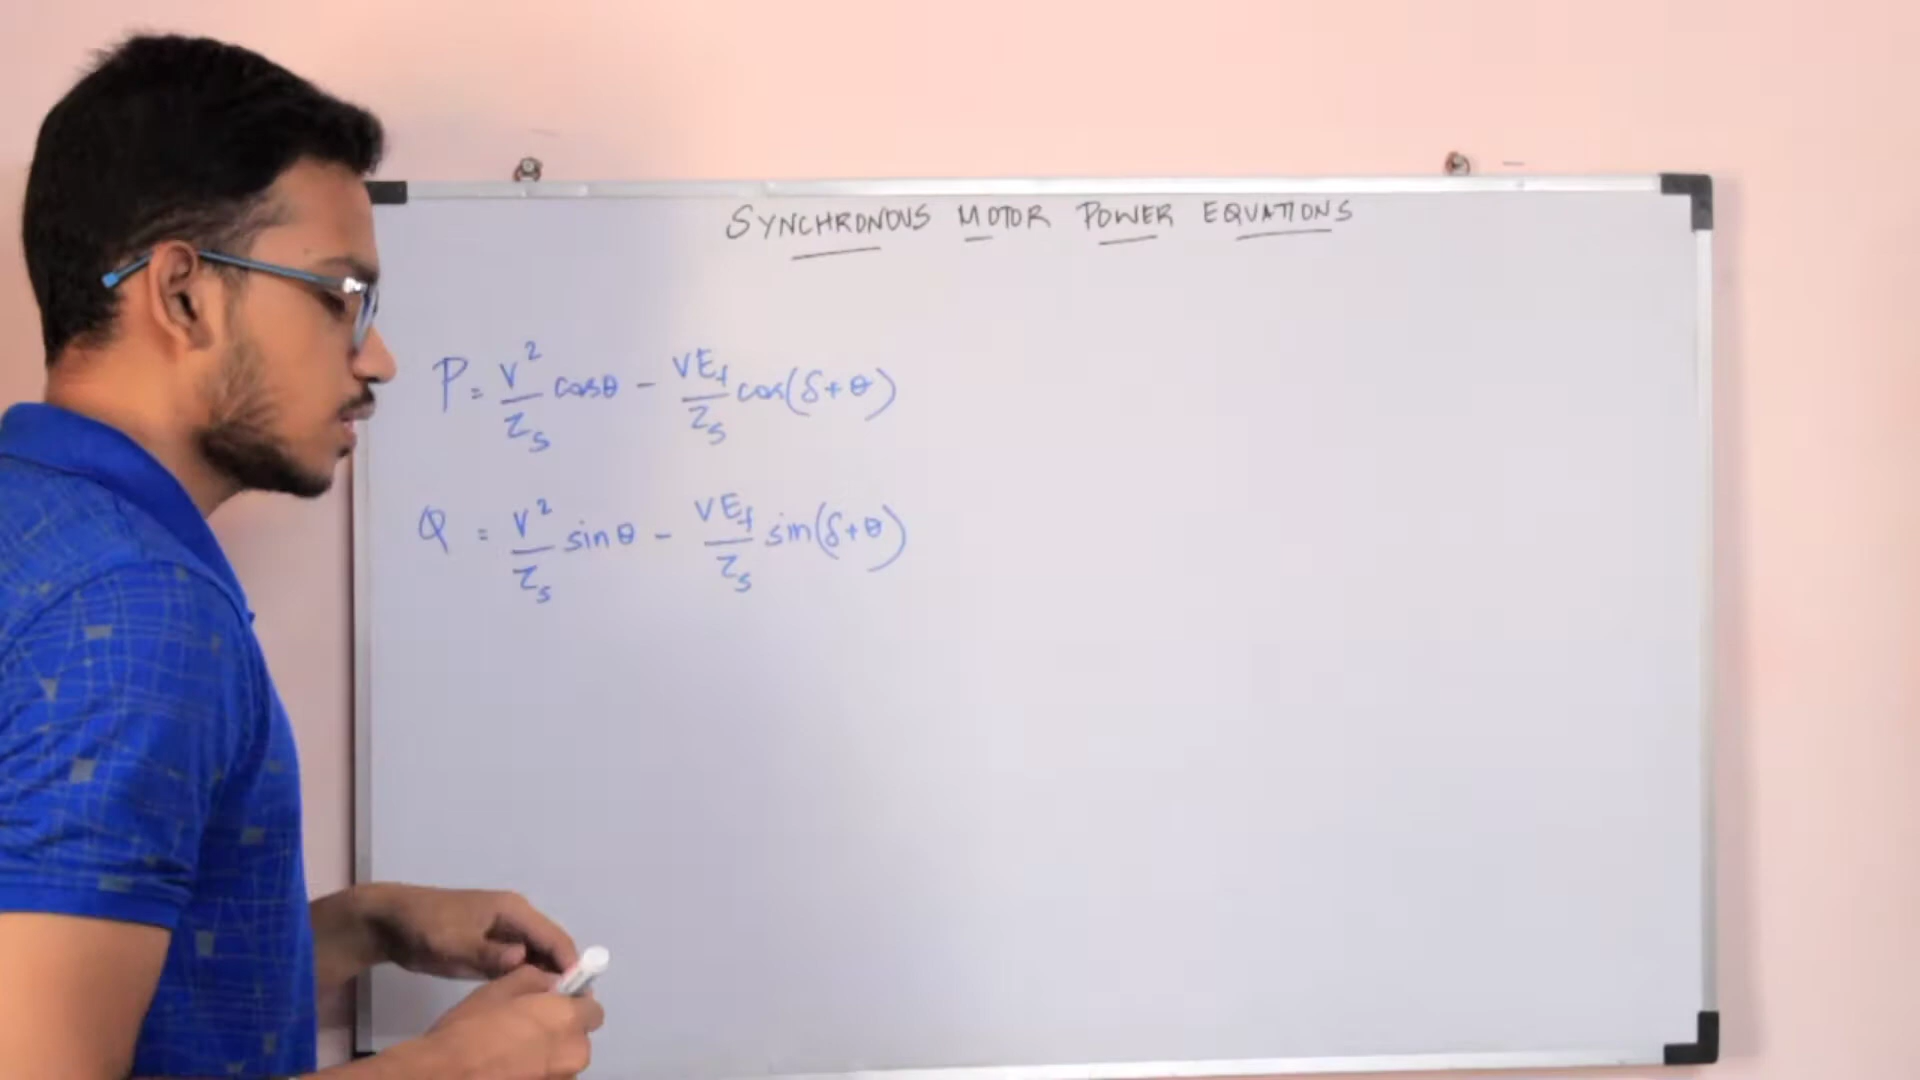 SYNCHRONOUS MOTOR POWER EQUATIONS
P = V²/Zs cosθ - VEf/Zs cos(δ+θ)
Q = V²/Zs sinθ - VEf/Zs sin(δ+θ)